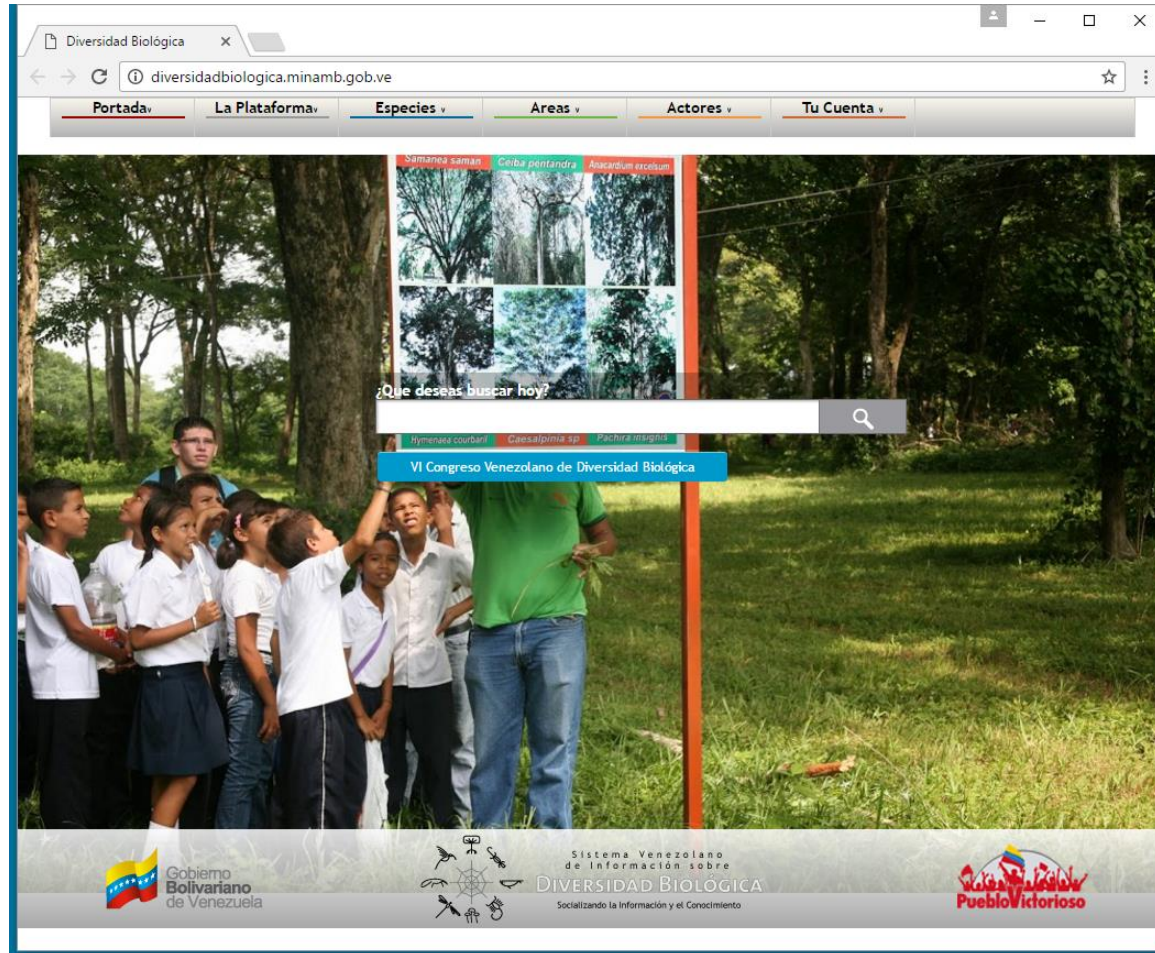 Diversidad Biológica
diversidadbiologica.minamb.gob.ve
Portada
La Plataforma
Especies
Areas
Actores
Tu Cuenta
Samanea saman
Ceiba pentandra
Anacardium excelsum
¿Que deseas buscar hoy?
Hymenaea courbaril
Caesalpinia sp
Pachira insignis
VI Congreso Venezolano de Diversidad Biológica
Gobierno
Bolivariano
de Venezuela
Sistema Venezolano
de Información sobre
DIVERSIDAD BIOLÓGICA
Socializando la Información y el Conocimiento
PuebloVictorioso